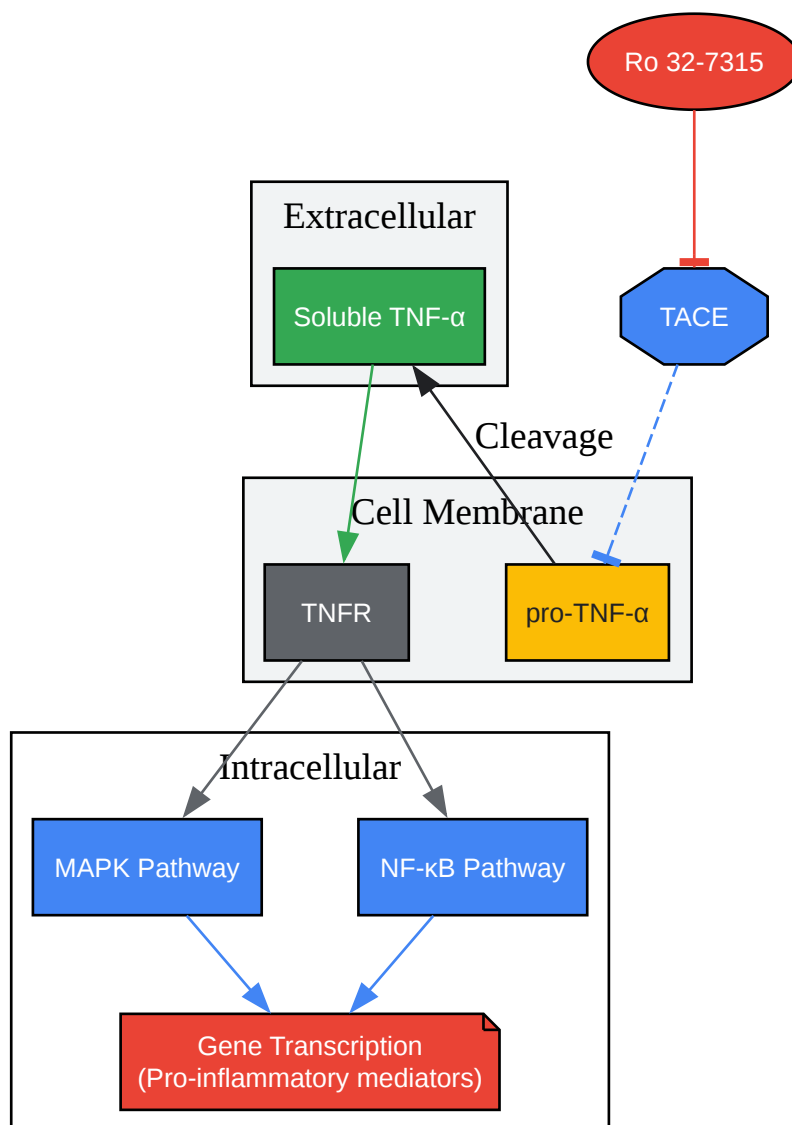 Ro 32-7315
Extracellular
Soluble TNF-α
TACE
Cleavage
Cell Membrane
TNFR
pro-TNF-α
Intracellular
MAPK Pathway
NF-κB Pathway
Gene Transcription
(Pro-inflammatory mediators)